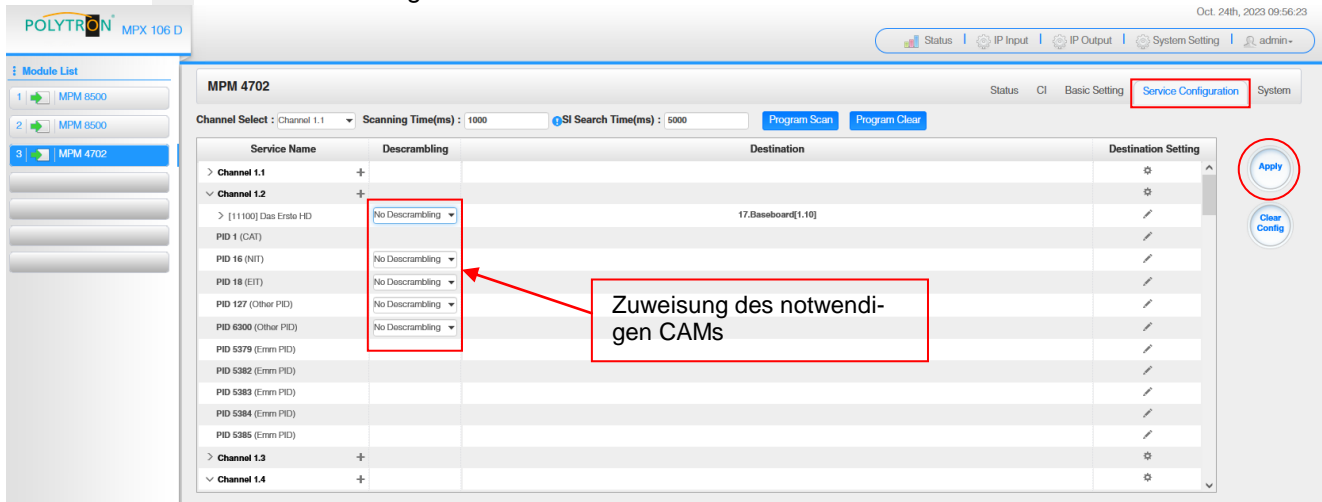 Oct. 24th, 2023 09:56:23
POLYTRON MPX 106 D
Status IP Input IP Output System Setting admin
Module List
1 MPM 8500
2 MPM 8500
3 MPM 4702
MPM 4702
Status CI Basic Setting Service Configuration System
Channel Select : Channel 1.1 Scanning Time(ms) : 1000 SI Search Time(ms) : 5000 Program Scan Program Clear
Service Name Descrambling Destination Destination Setting
> Channel 1.1 +
Channel 1.2 +
> [11100] Das Erste HD No Descrambling 17.Baseboard[1.10]
PID 1 (CAT)
PID 16 (NIT) No Descrambling
PID 18 (EIT) No Descrambling
PID 127 (Other PID) No Descrambling
PID 6300 (Other PID) No Descrambling
PID 5379 (Emm PID)
PID 5382 (Emm PID)
PID 5383 (Emm PID)
PID 5384 (Emm PID)
PID 5385 (Emm PID)
> Channel 1.3 +
Channel 1.4 +
Apply
Clear
Config
Zuweisung des notwendi-
gen CAMs